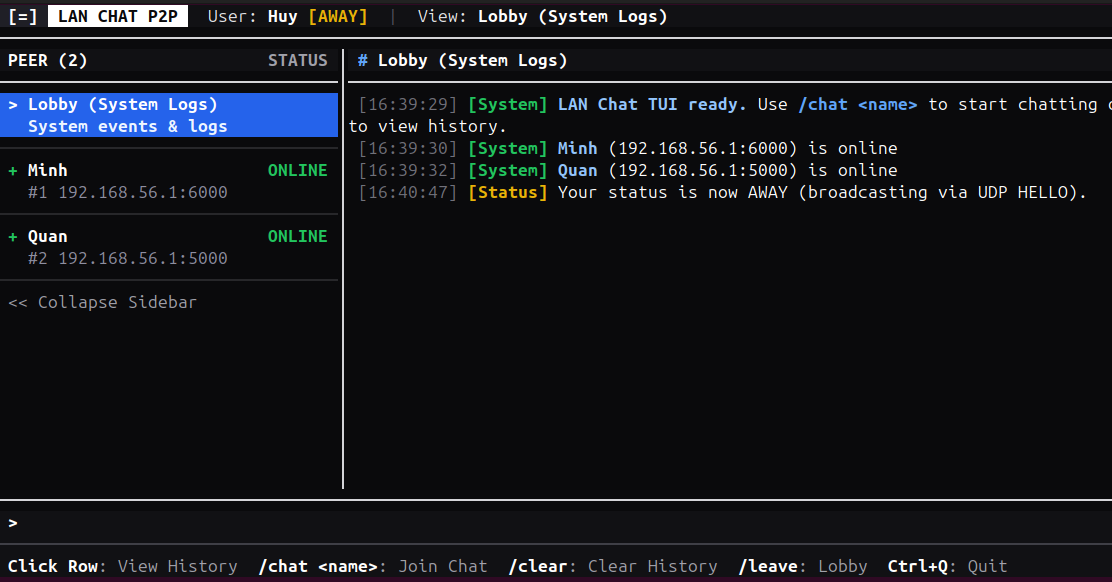 [=] LAN CHAT P2P User: Huy [AWAY] | View: Lobby (System Logs)
PEER (2) STATUS
> Lobby (System Logs)
System events & logs
+ Minh ONLINE
#1 192.168.56.1:6000
+ Quan ONLINE
#2 192.168.56.1:5000
<< Collapse Sidebar
# Lobby (System Logs)
[16:39:29] [System] LAN Chat TUI ready. Use /chat <name> to start chatting
to view history.
[16:39:30] [System] Minh (192.168.56.1:6000) is online
[16:39:32] [System] Quan (192.168.56.1:5000) is online
[16:40:47] [Status] Your status is now AWAY (broadcasting via UDP HELLO).
>
Click Row: View History /chat <name>: Join Chat /clear: Clear History /leave: Lobby Ctrl+Q: Quit